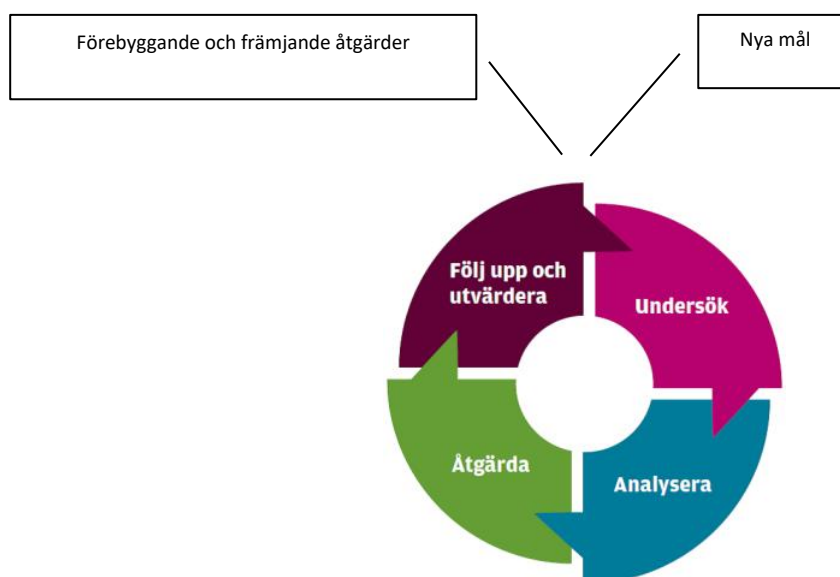 Förebyggande och främjande åtgärder
Nya mål
Följ upp och
utvärdera
Undersök
Åtgärda
Analysera